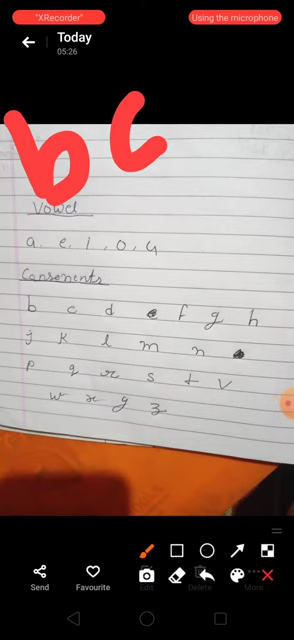 "XRecorder"
Using the microphone
Today
05:26
b c
Vowel
a, e, i, o, u
Consenents
b c d f g h
j k l m n
p q r s t v
w x y z
Send
Favourite
Edit
Delete
More